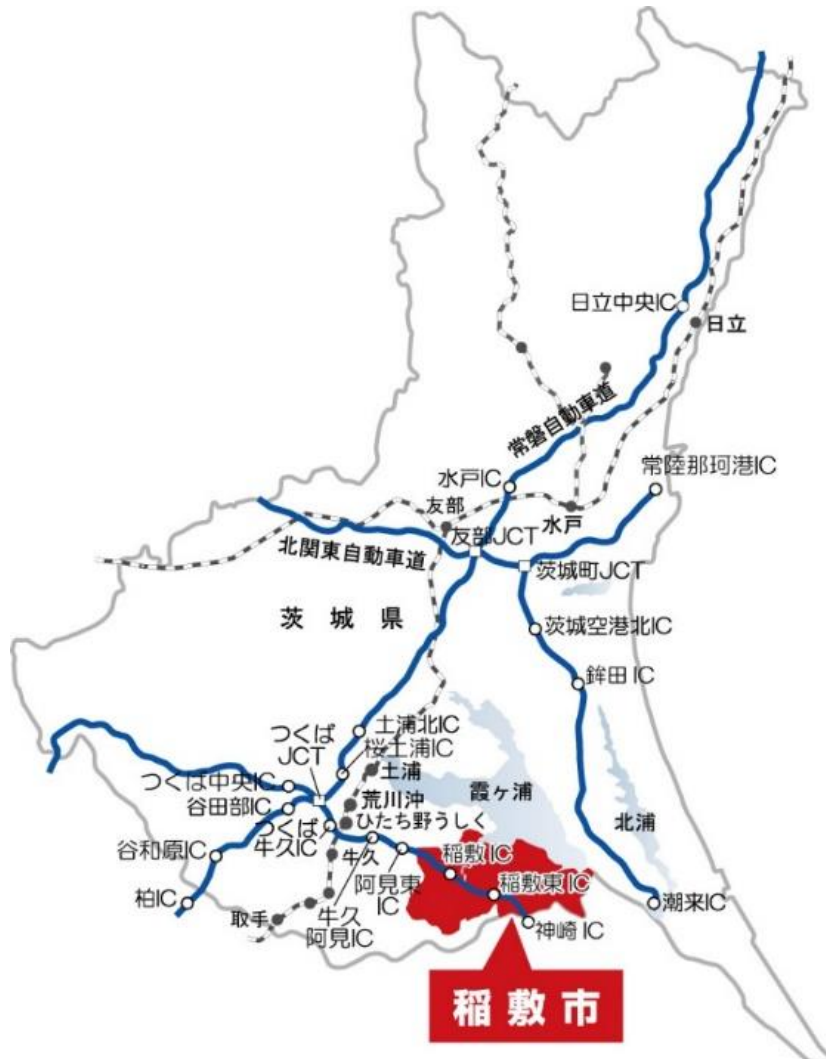 日立中央IC
日立
常磐自動車道
常陸那珂港IC
水戸IC
友部
水戸
友部JCT
北関東自動車道
茨城町JCT
茨城県
茨城空港北IC
鉾田IC
土浦北IC
つくば
JCT
桜土浦IC
土浦
つくば中央IC
霞ヶ浦
谷田部IC
荒川沖
ひたち野うしく
北浦
つくば
牛久IC
谷和原IC
牛久
稲敷IC
阿見東
IC
稲敷東IC
柏IC
潮来IC
取手
牛久
阿見IC
神崎IC
稲敷市